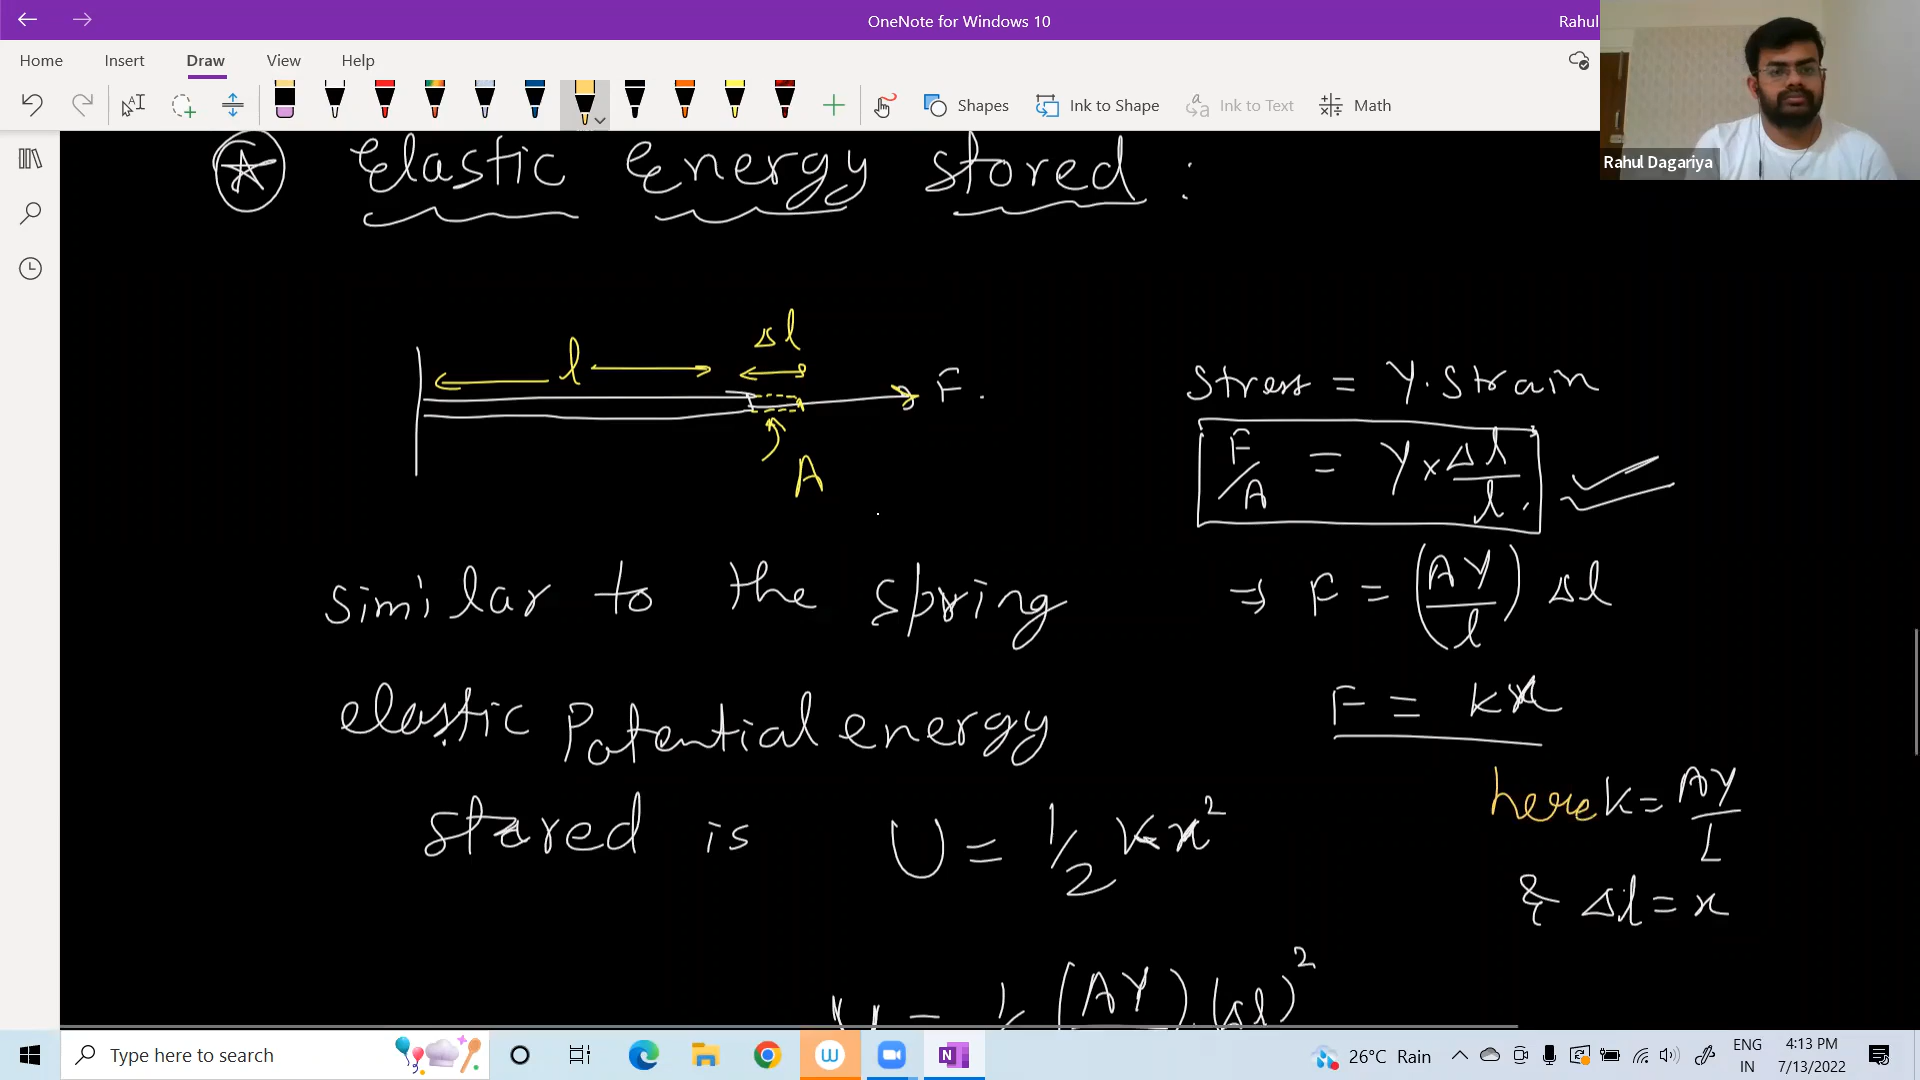 OneNote for Windows 10
Rahul
Home Insert Draw View Help
Shapes Ink to Shape Ink to Text Math
Rahul Dagariya
Elastic Energy stored :
Δl
l
F.
A
Stress = Y. Strain
F/A = Y × Δl/l.
⇒ F = (AY/l) Δl
F = kx
here k = AY/L
& Δl = x
similar to the spring
elastic Potential energy
stored is U = 1/2 kx²
(AY) . (Δl)²
Type here to search
W
N
26°C Rain
ENG
IN
4:13 PM
7/13/2022